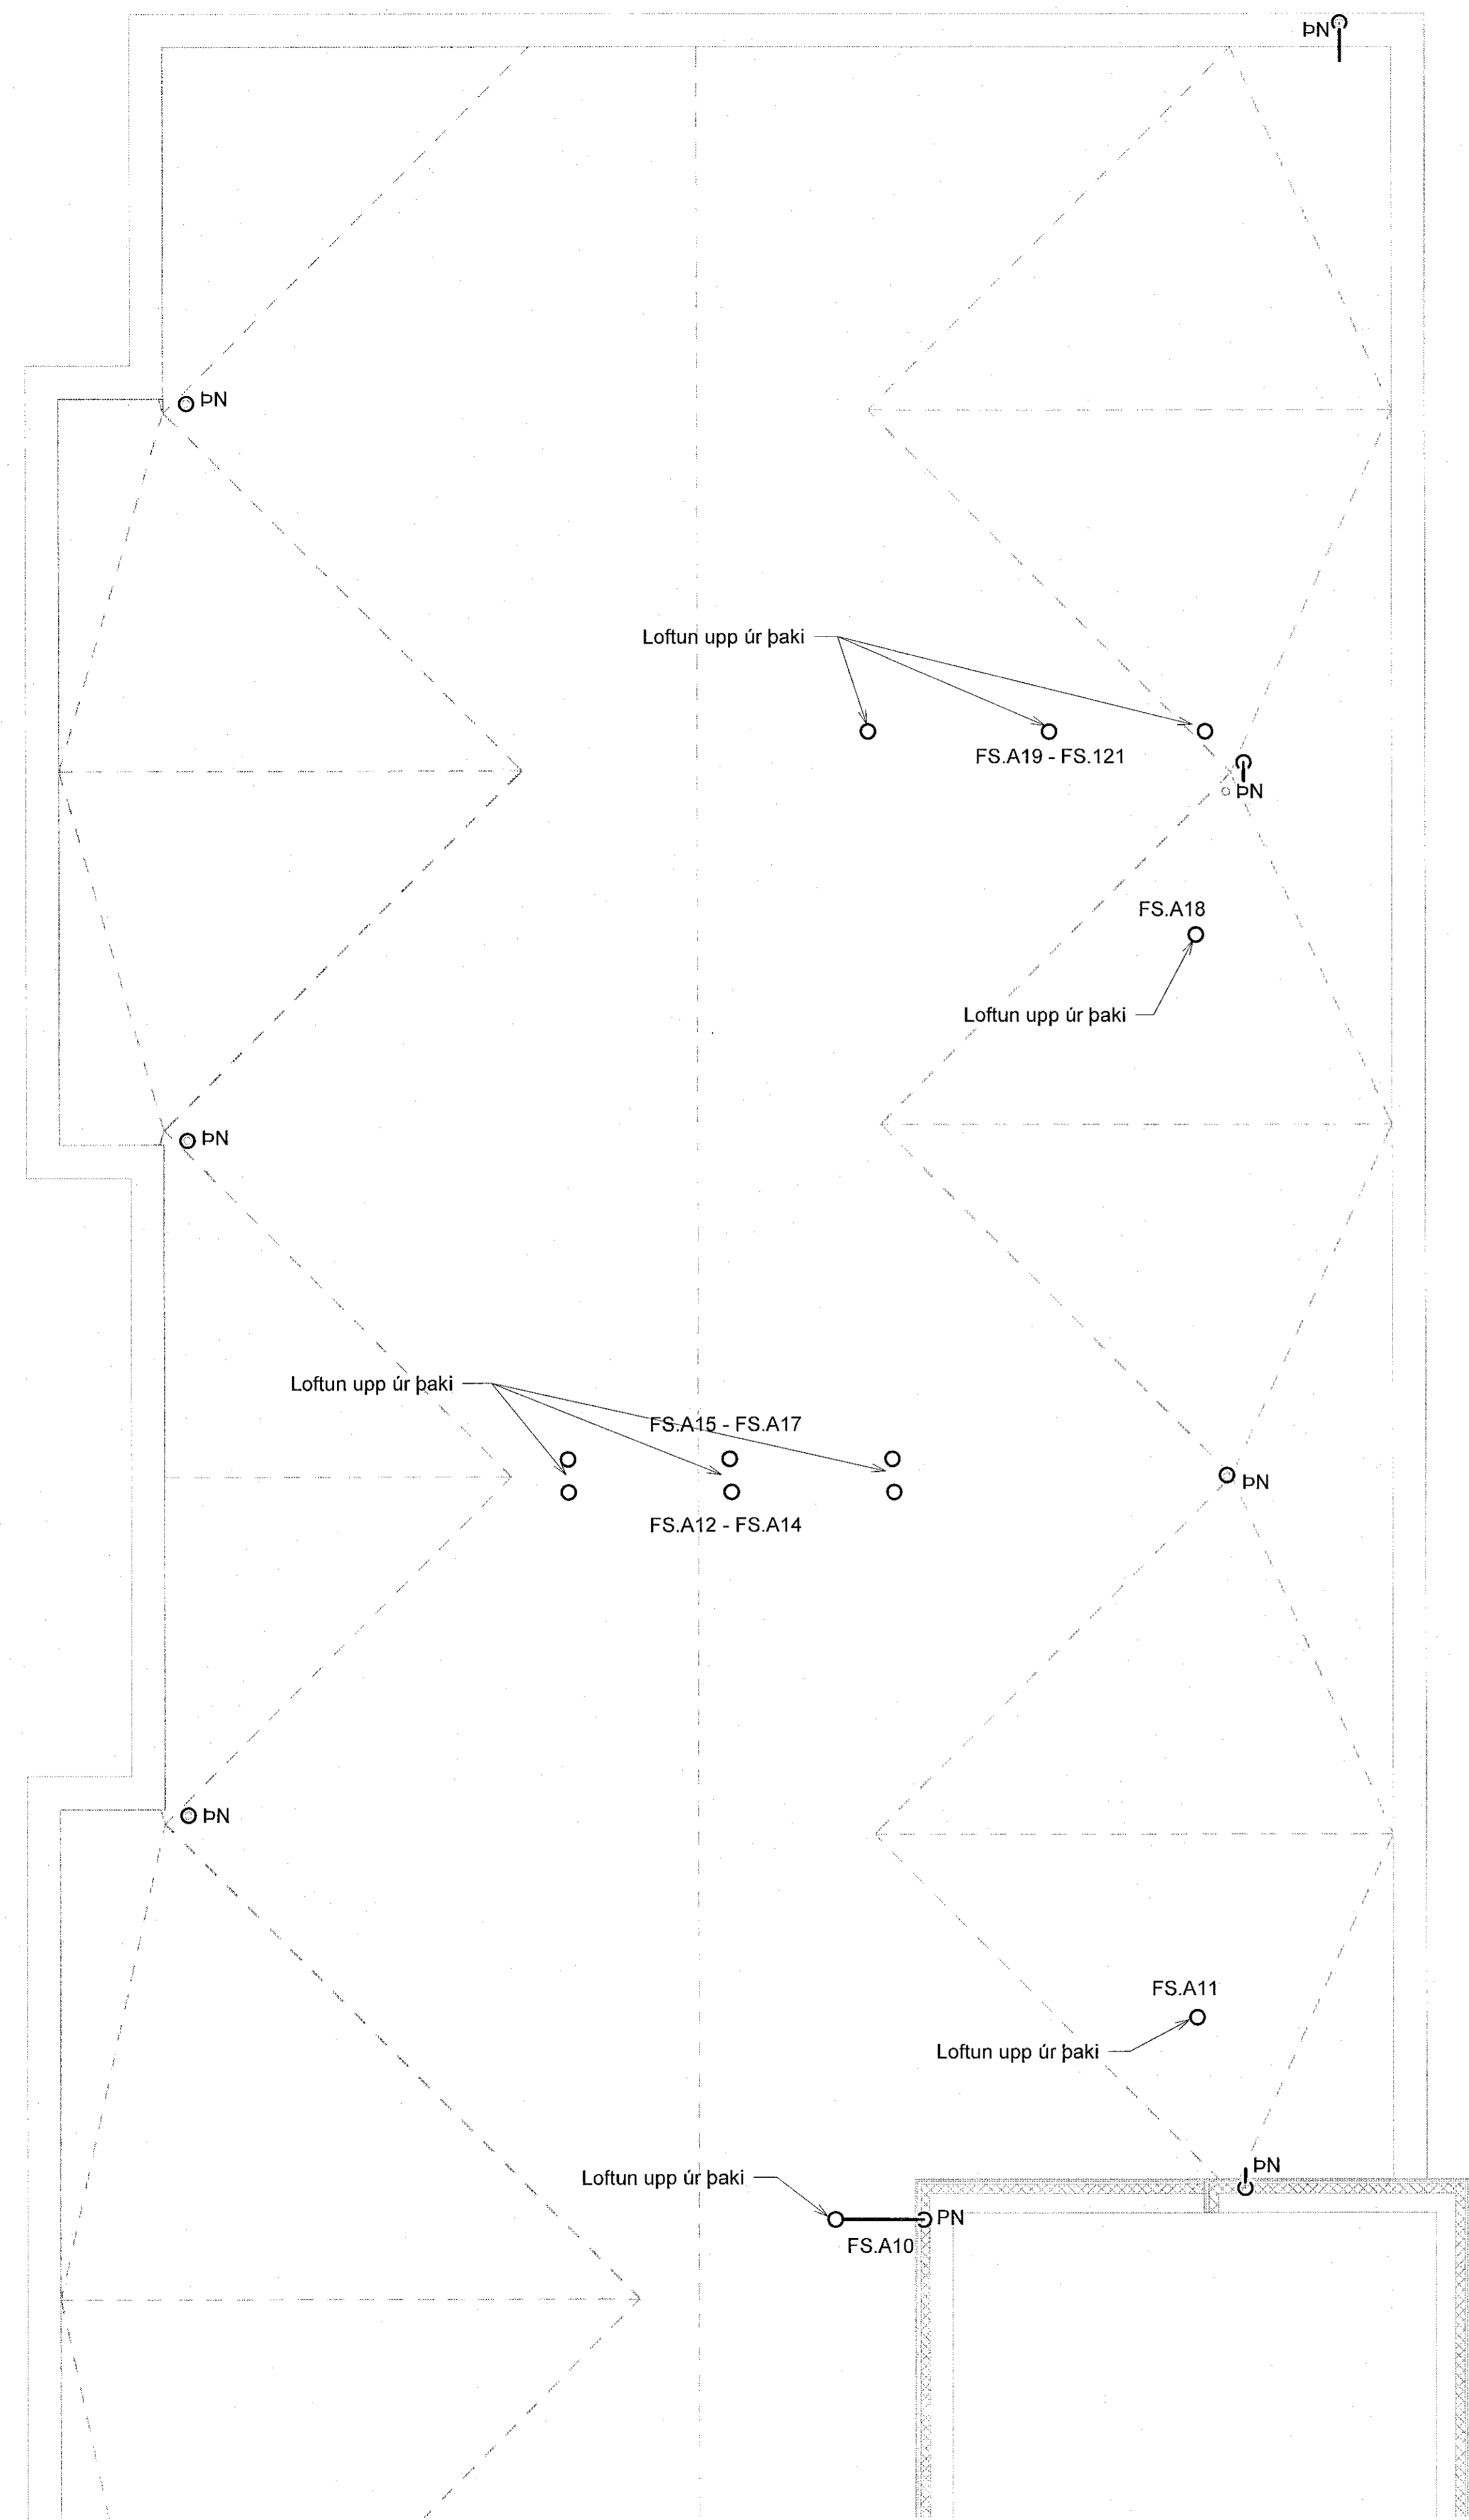 ÞN
ÞN
Loftun upp úr þaki
FS.A19 - FS.121
ÞN
FS.A18
Loftun upp úr þaki
ÞN
Loftun upp úr þaki
FS.A15 - FS.A17
ÞN
FS.A12 - FS.A14
ÞN
FS.A11
Loftun upp úr þaki
ÞN
Loftun upp úr þaki
ÞN
FS.A10